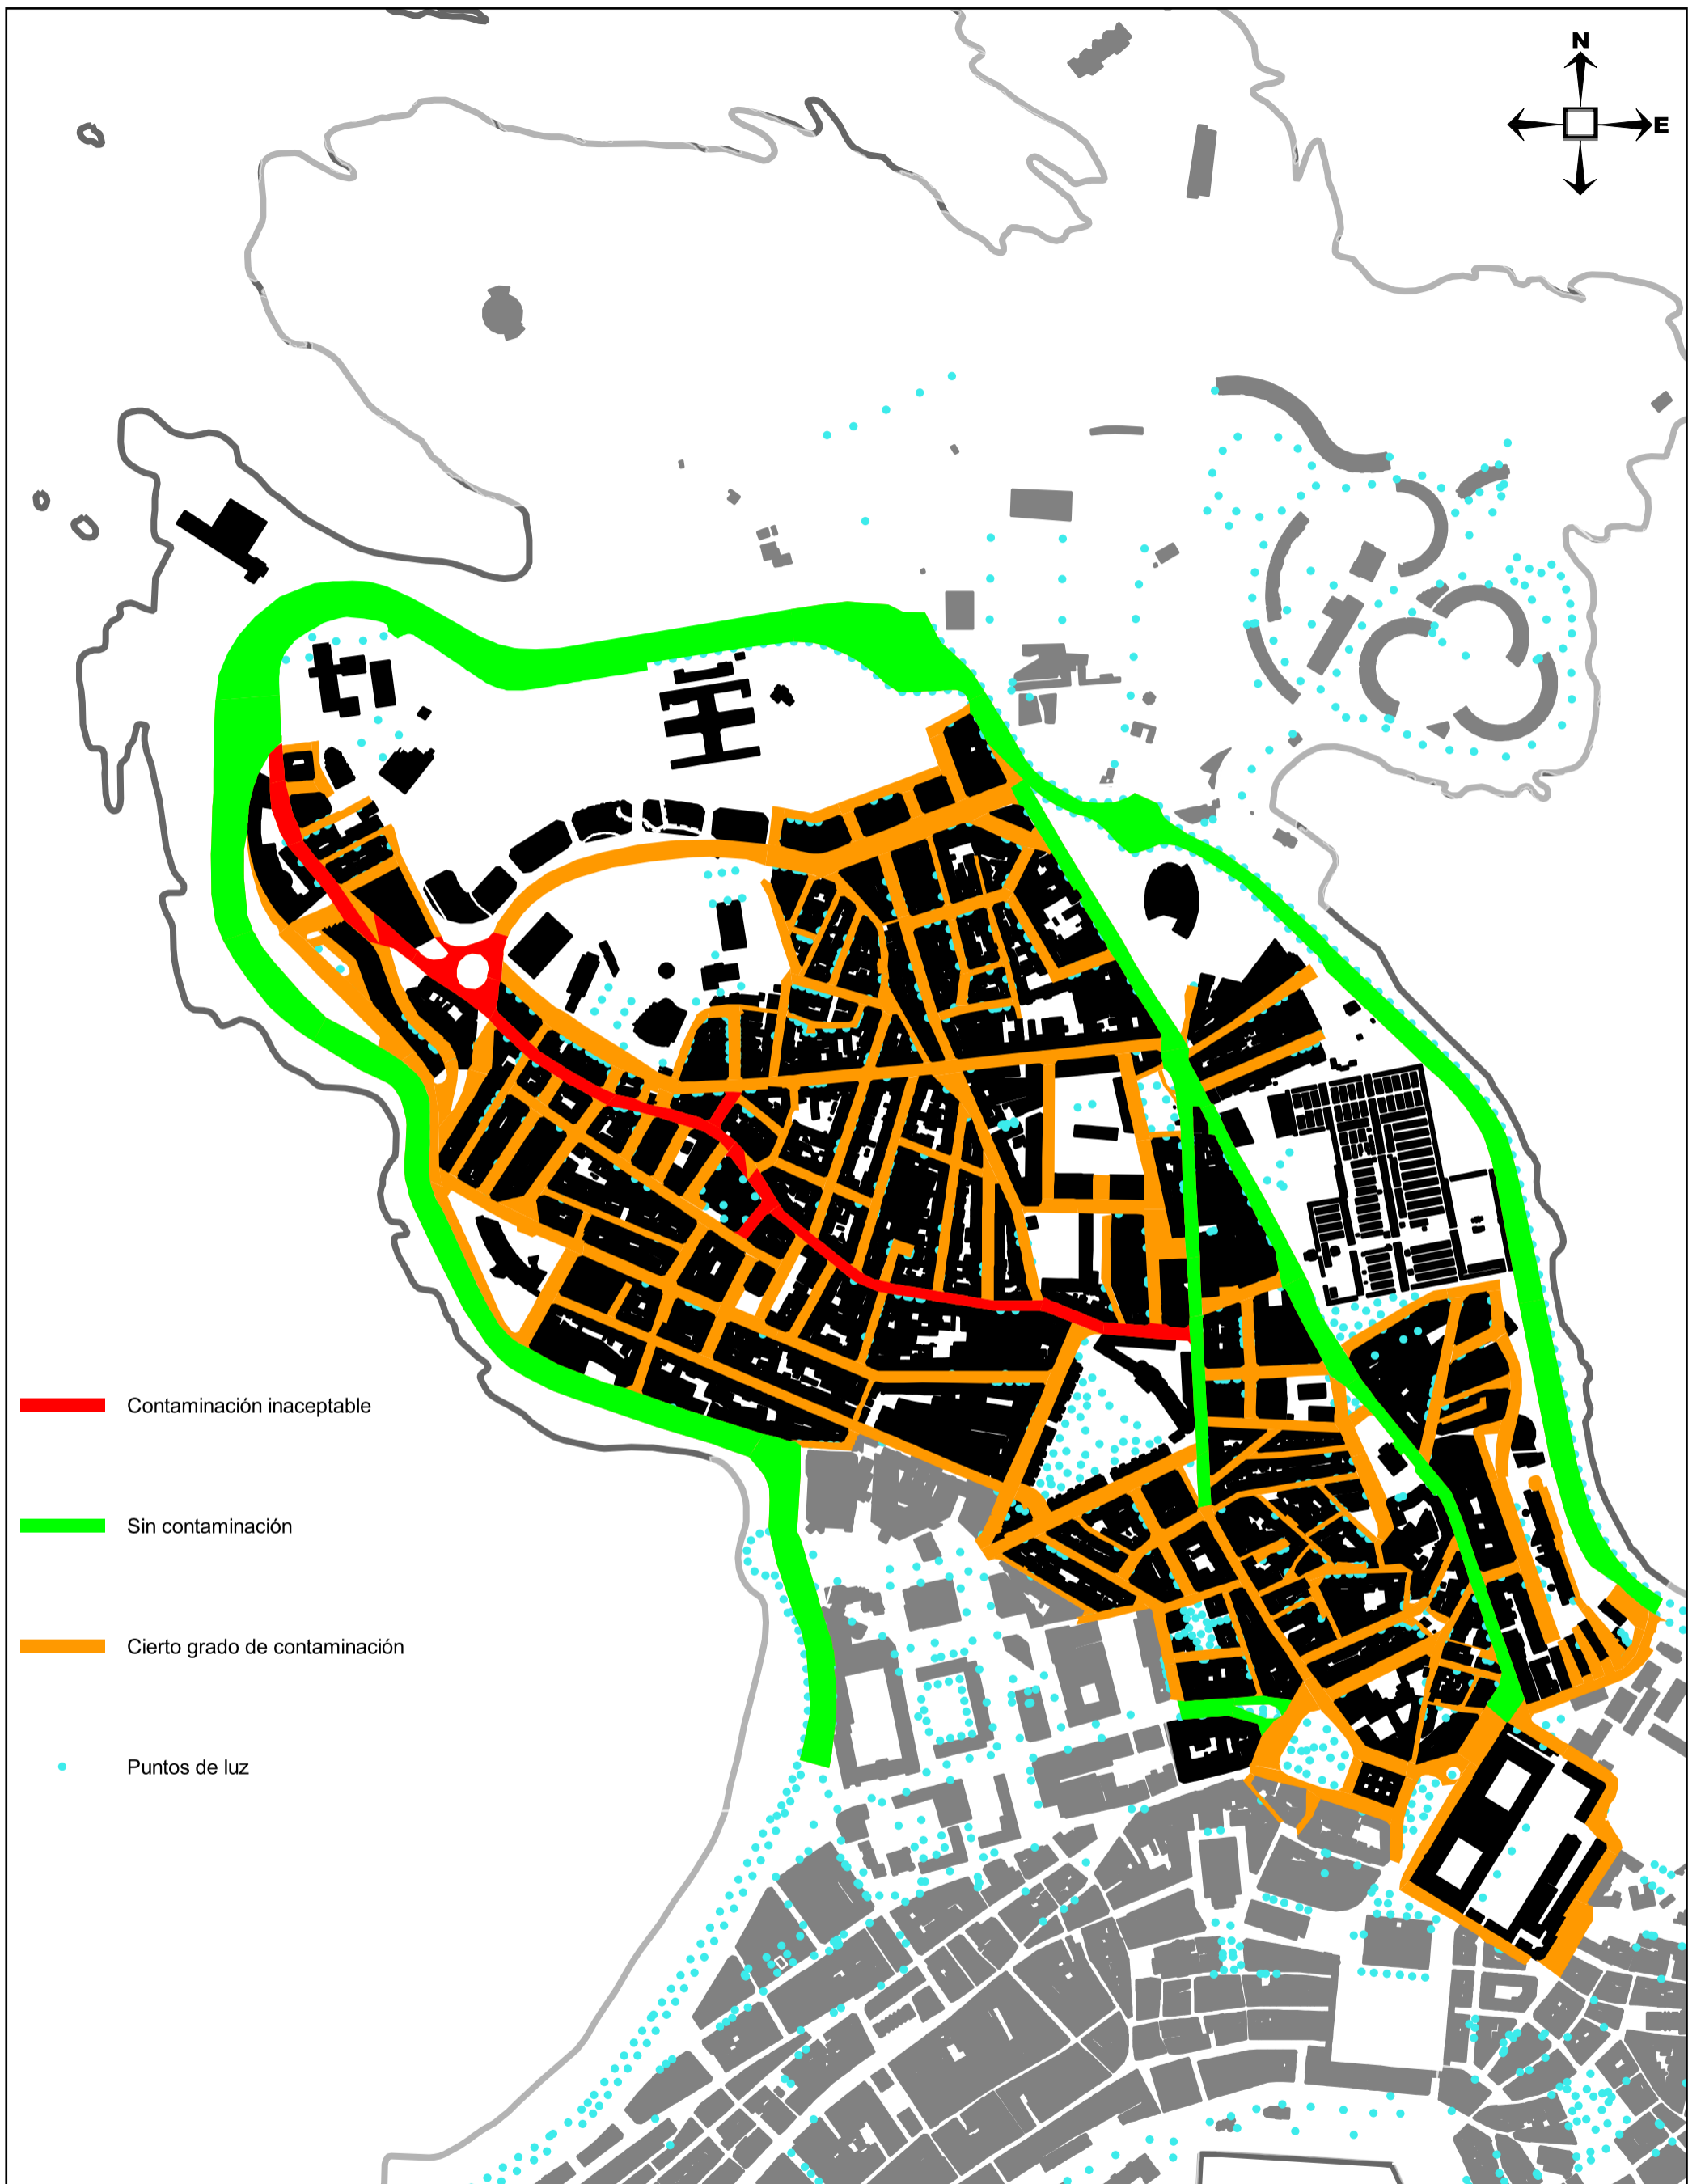 N
E
Contaminación inaceptable
Sin contaminación
Cierto grado de contaminación
Puntos de luz